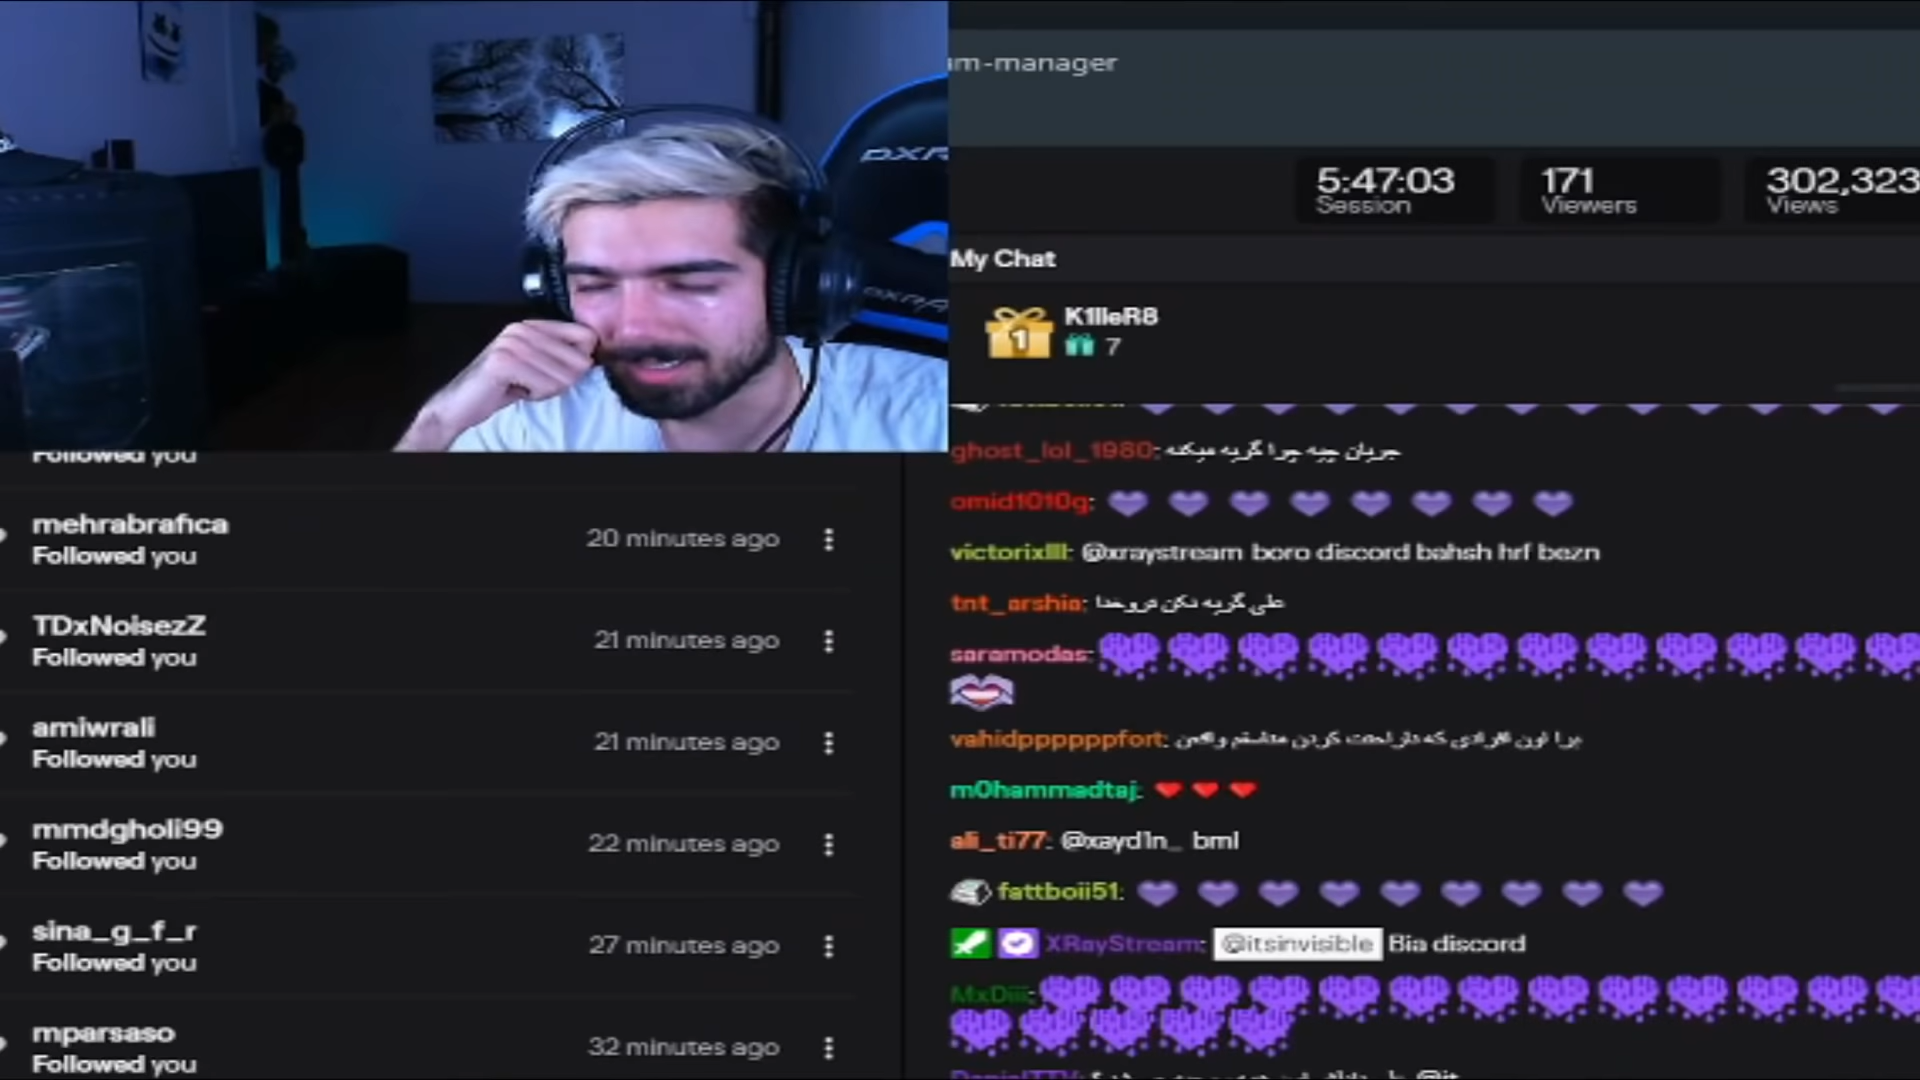 am-manager
5:47:03
Session
171
Viewers
302,323
Views
My Chat
K1lleR8
1
7
Followed you
mehrabrafica
Followed you
20 minutes ago
TDxNoisezZ
Followed you
21 minutes ago
amiwrali
Followed you
21 minutes ago
mmdgholi99
Followed you
22 minutes ago
sina_g_f_r
Followed you
27 minutes ago
mparsaso
Followed you
32 minutes ago
ghost_lol_1980: جریان چیه چرا گریه میکنه
omid1010g:
victorixlll: @xraystream boro discord bahsh hrf bezn
tnt_arshia: علی گریه نکن تروخدا
saramodas:
vahidppppppfort: برا اون افرادی که ناراحتت کردن متاسفم واقعن
m0hammadtaj:
ali_ti77: @xayd1n_ bml
fattboii51:
XRayStream: @itsinvisible Bia discord
MxDiii: